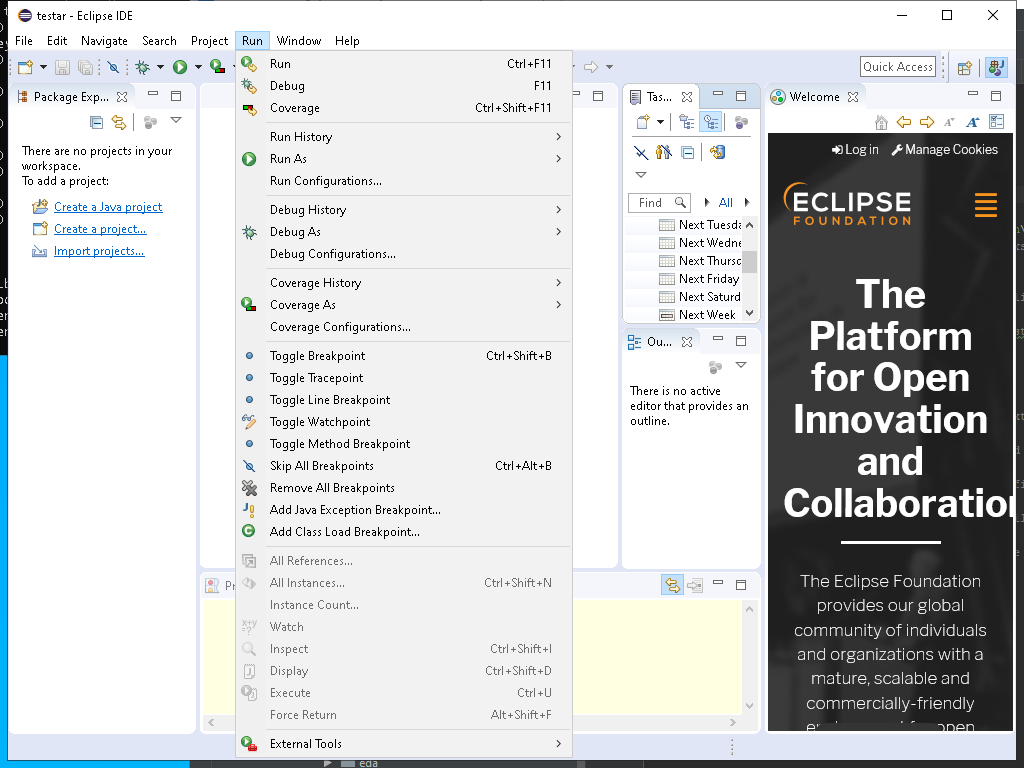 testar - Eclipse IDE
File Edit Navigate Search Project Run Window Help
Quick Access
Package Exp...
There are no projects in your
workspace.
To add a project:
Create a Java project
Create a project...
Import projects...
Run Ctrl+F11
Debug F11
Coverage Ctrl+Shift+F11
Run History
Run As
Run Configurations...
Debug History
Debug As
Debug Configurations...
Coverage History
Coverage As
Coverage Configurations...
Toggle Breakpoint Ctrl+Shift+B
Toggle Tracepoint
Toggle Line Breakpoint
Toggle Watchpoint
Toggle Method Breakpoint
Skip All Breakpoints Ctrl+Alt+B
Remove All Breakpoints
Add Java Exception Breakpoint...
Add Class Load Breakpoint...
All References...
All Instances... Ctrl+Shift+N
Instance Count...
Watch
Inspect Ctrl+Shift+I
Display Ctrl+Shift+D
Execute Ctrl+U
Force Return Alt+Shift+F
External Tools
Tas...
Find All
Next Tuesda
Next Wedne
Next Thursd
Next Friday
Next Saturd
Next Week
Ou...
There is no active
editor that provides an
outline.
Welcome
Log in Manage Cookies
ECLIPSE
FOUNDATION
The
Platform
for Open
Innovation
and
Collaboration
The Eclipse Foundation
provides our global
community of individuals
and organizations with a
mature, scalable and
commercially-friendly
eda